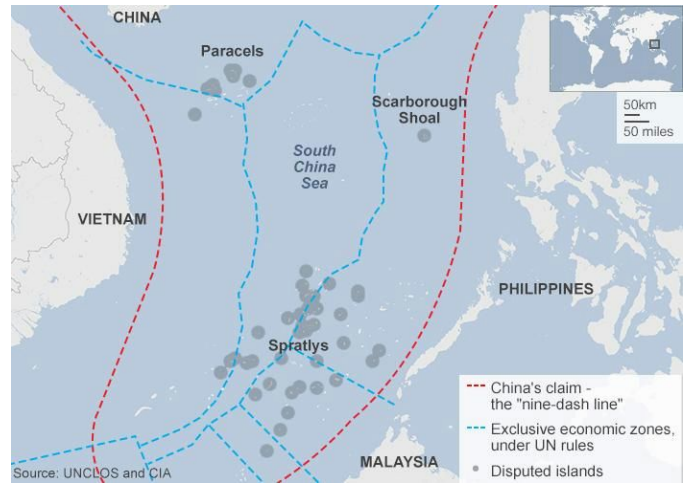 CHINA
Paracels
Scarborough
Shoal
50km
50 miles
South
China
Sea
VIETNAM
PHILIPPINES
Spratlys
China's claim -
the "nine-dash line"
Exclusive economic zones,
under UN rules
Disputed islands
MALAYSIA
Source: UNCLOS and CIA